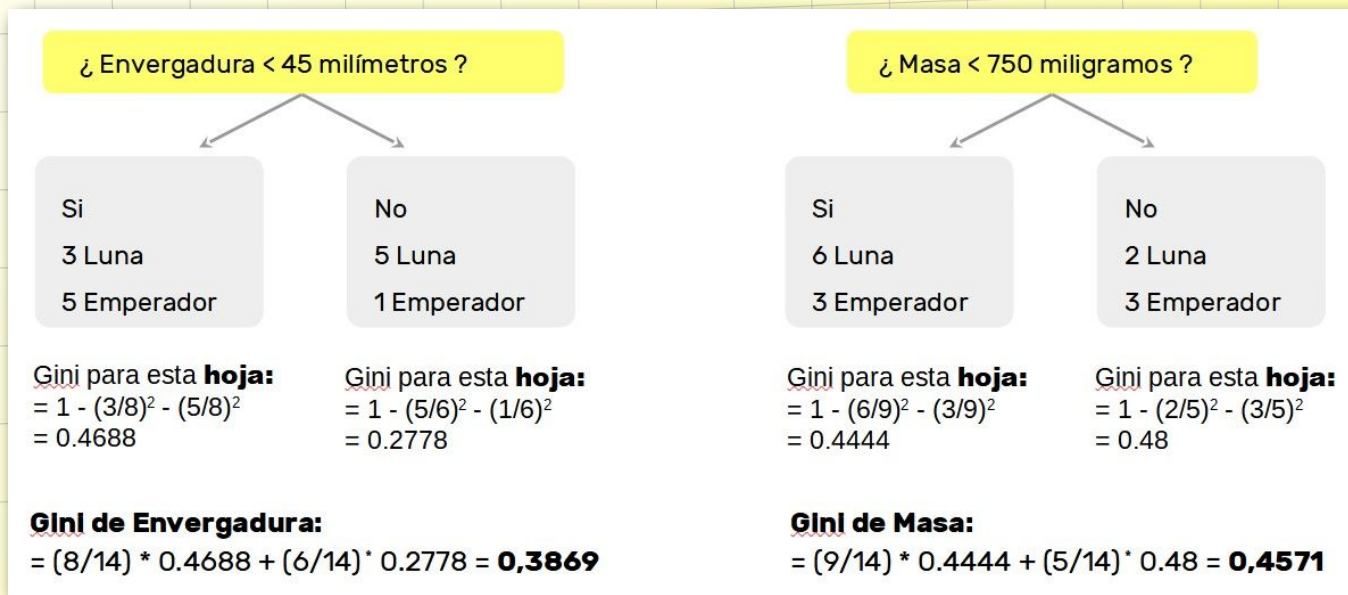 ¿ Envergadura < 45 milímetros ?
Si
3 Luna
5 Emperador
No
5 Luna
1 Emperador
Gini para esta hoja:
= 1 - (3/8)² - (5/8)²
= 0.4688
Gini para esta hoja:
= 1 - (5/6)² - (1/6)²
= 0.2778
Gini de Envergadura:
= (8/14) * 0.4688 + (6/14)* 0.2778 = 0,3869
¿ Masa < 750 miligramos ?
Si
6 Luna
3 Emperador
No
2 Luna
3 Emperador
Gini para esta hoja:
= 1 - (6/9)² - (3/9)²
= 0.4444
Gini para esta hoja:
= 1 - (2/5)² - (3/5)²
= 0.48
Gini de Masa:
= (9/14) * 0.4444 + (5/14)* 0.48 = 0,4571